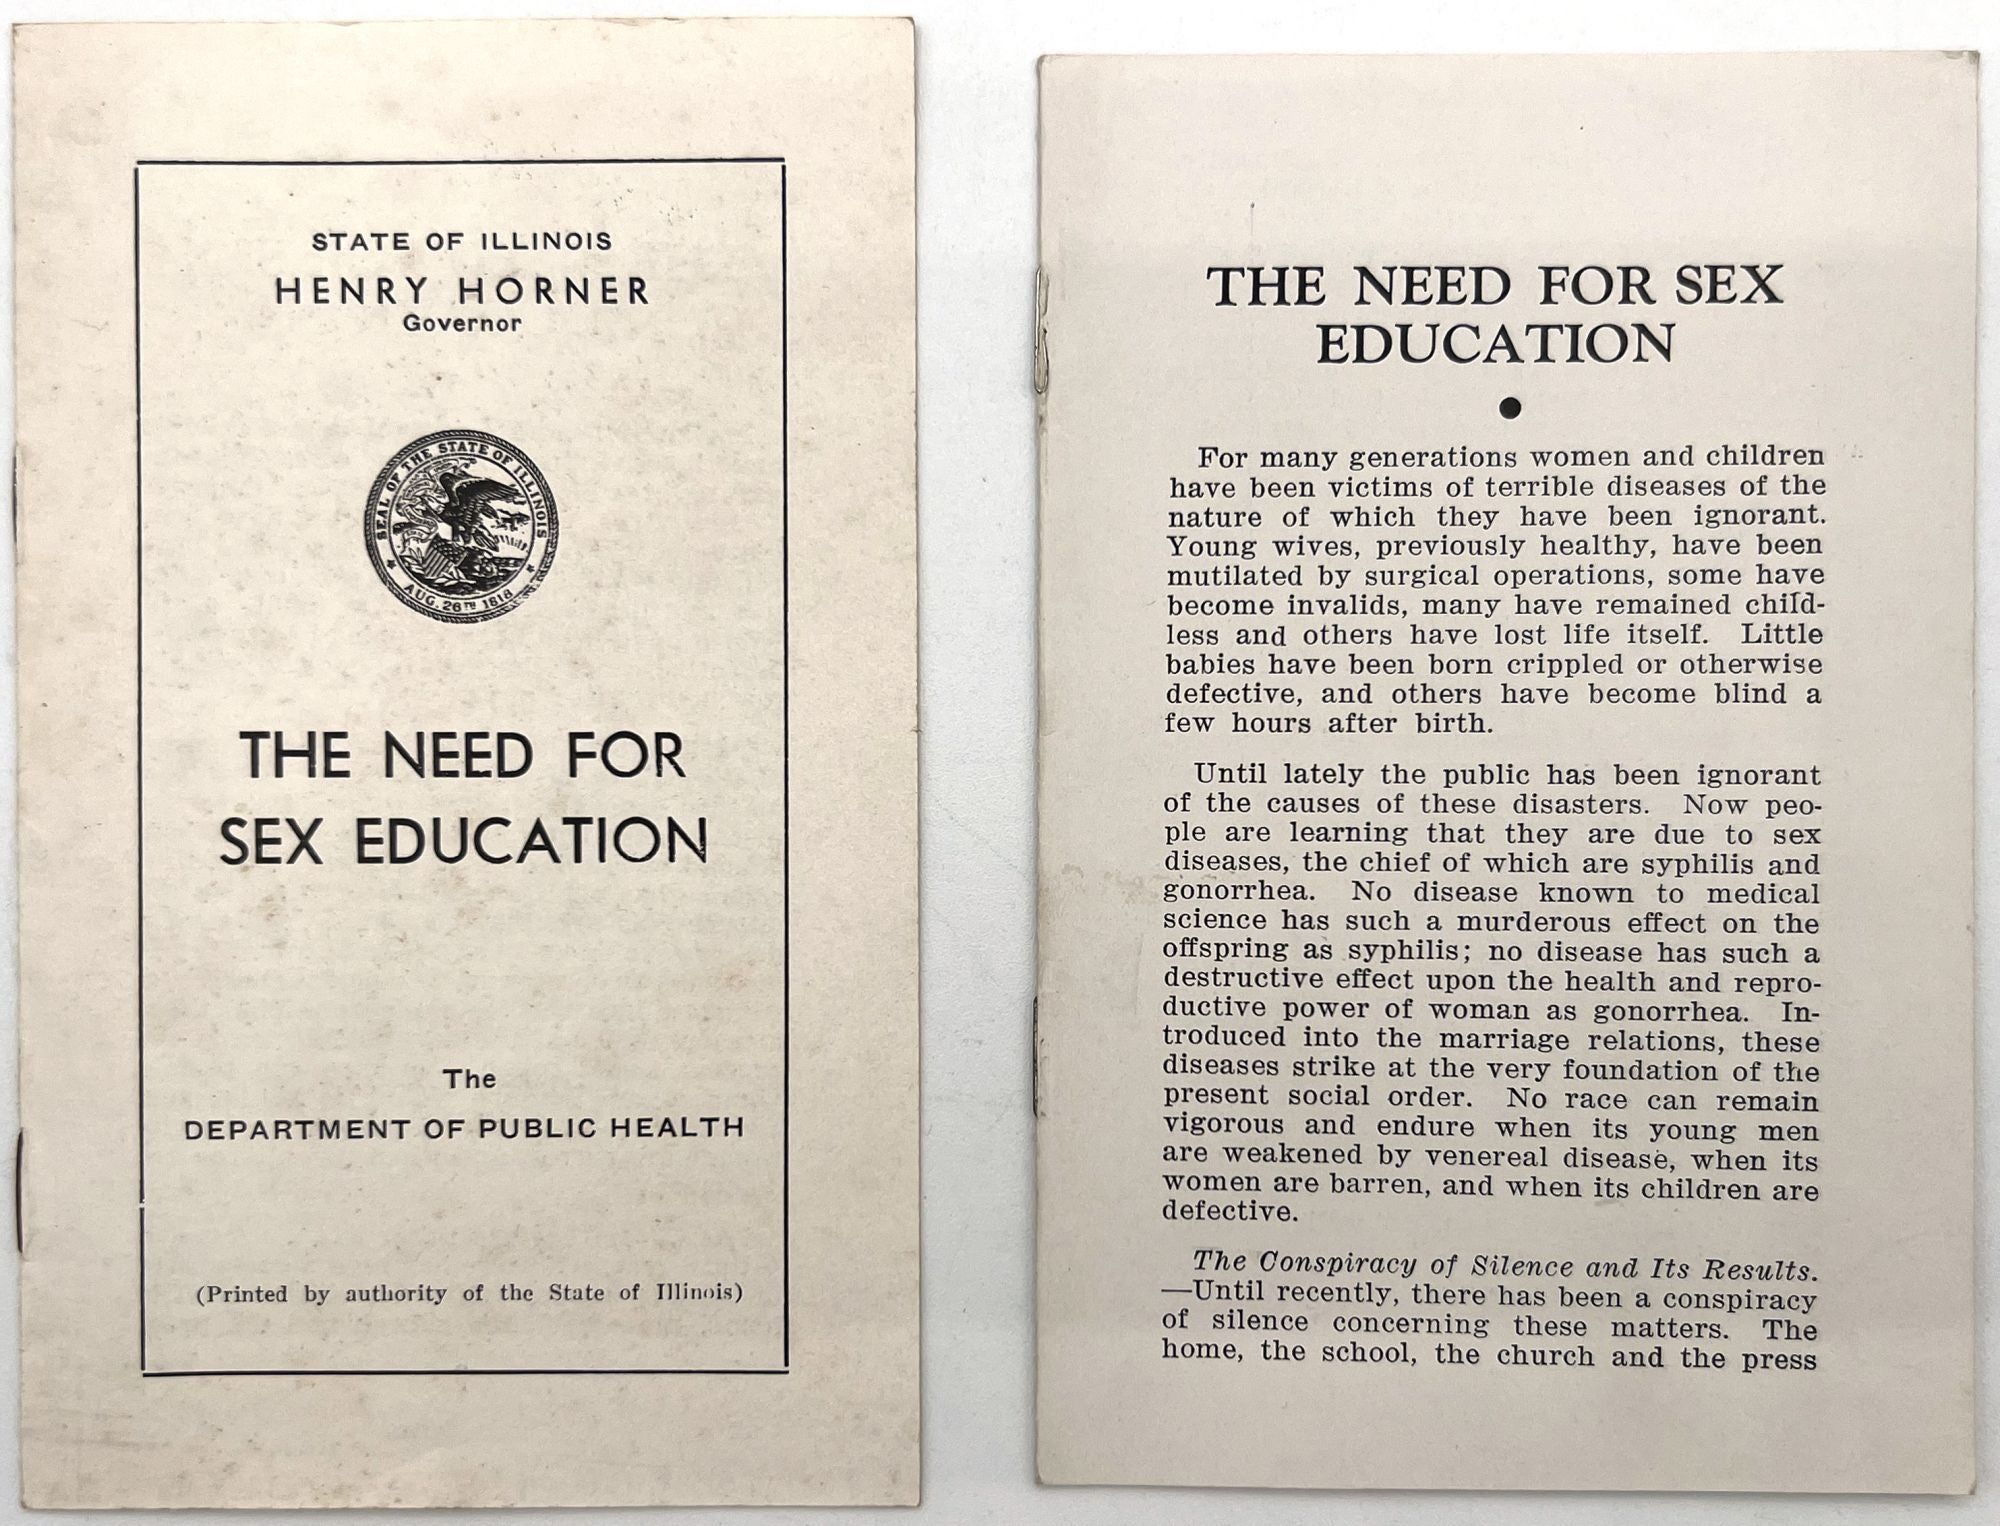 STATE OF ILLINOIS
HENRY HORNER
Governor
SEAL OF THE STATE OF ILLINOIS
AUG. 26TH 1818
THE NEED FOR
SEX EDUCATION
The
DEPARTMENT OF PUBLIC HEALTH
(Printed by authority of the State of Illinois)
THE NEED FOR SEX
EDUCATION
For many generations women and children
have been victims of terrible diseases of the
nature of which they have been ignorant.
Young wives, previously healthy, have been
mutilated by surgical operations, some have
become invalids, many have remained child-
less and others have lost life itself. Little
babies have been born crippled or otherwise
defective, and others have become blind a
few hours after birth.
Until lately the public has been ignorant
of the causes of these disasters. Now peo-
ple are learning that they are due to sex
diseases, the chief of which are syphilis and
gonorrhea. No disease known to medical
science has such a murderous effect on the
offspring as syphilis; no disease has such a
destructive effect upon the health and repro-
ductive power of woman as gonorrhea. In-
troduced into the marriage relations, these
diseases strike at the very foundation of the
present social order. No race can remain
vigorous and endure when its young men
are weakened by venereal disease, when its
women are barren, and when its children are
defective.
The Conspiracy of Silence and Its Results.
—Until recently, there has been a conspiracy
of silence concerning these matters. The
home, the school, the church and the press